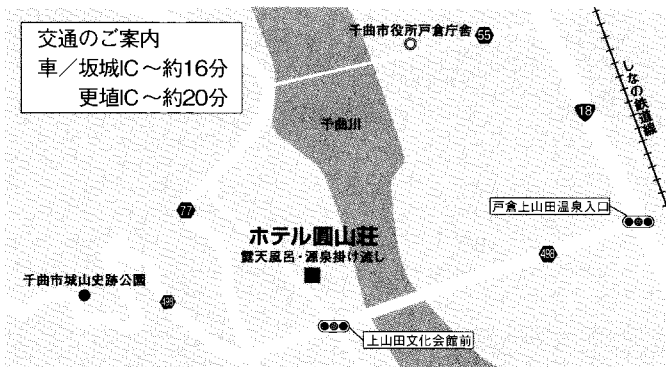 交通のご案内
車／坂城IC～約16分
更埴IC～約20分
千曲市役所戸倉庁舎
55
しなの鉄道線
18
千曲川
戸倉上山田温泉入口
77
ホテル圓山荘
露天風呂・源泉掛け流し
490
千曲市城山史跡公園
498
上山田文化会館前